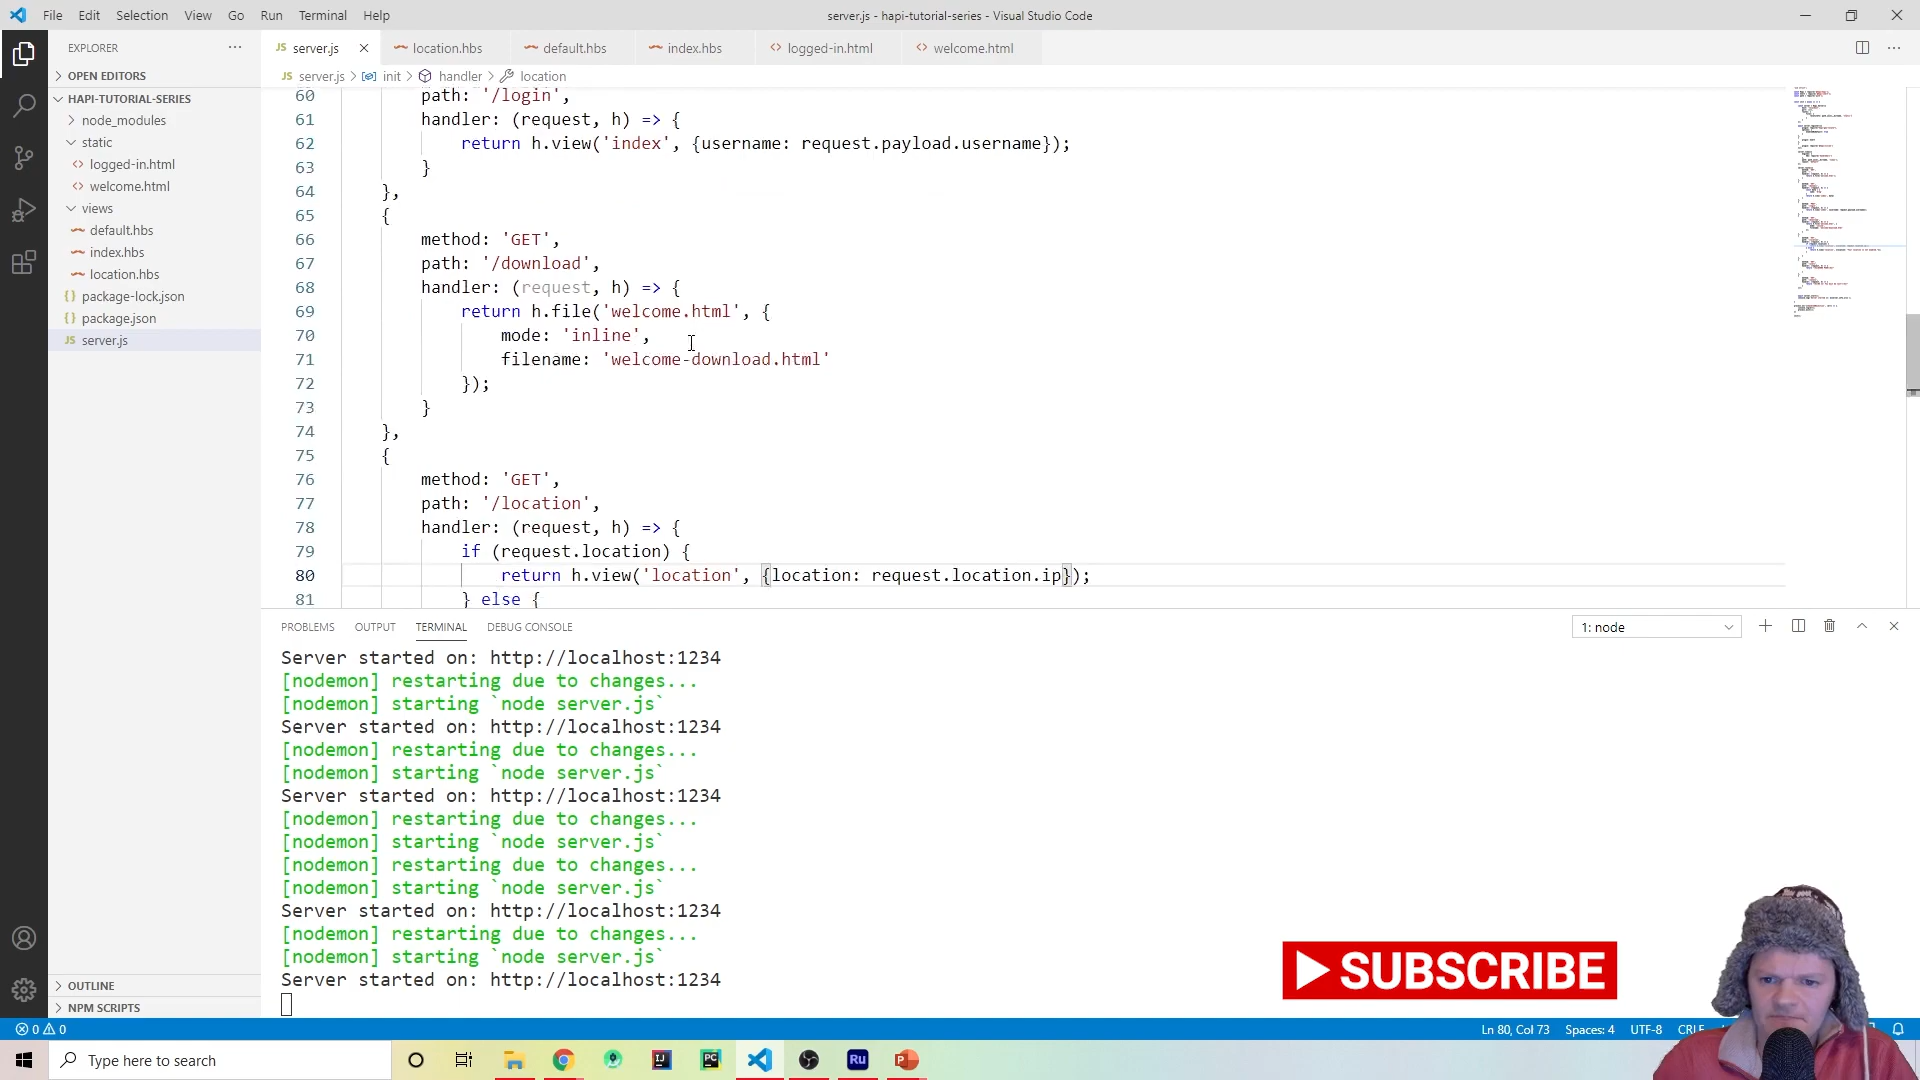 File Edit Selection View Go Run Terminal Help
server.js - hapi-tutorial-series - Visual Studio Code
EXPLORER
OPEN EDITORS
HAPI-TUTORIAL-SERIES
node_modules
static
logged-in.html
welcome.html
views
default.hbs
index.hbs
location.hbs
package-lock.json
package.json
JS server.js
OUTLINE
NPM SCRIPTS
JS server.js location.hbs default.hbs index.hbs logged-in.html welcome.html
JS server.js init handler location
60 path: '/login',
61 handler: (request, h) => {
62 return h.view('index', {username: request.payload.username});
63 }
64 },
65 {
66 method: 'GET',
67 path: '/download',
68 handler: (request, h) => {
69 return h.file('welcome.html', {
70 mode: 'inline',
71 filename: 'welcome-download.html'
72 });
73 }
74 },
75 {
76 method: 'GET',
77 path: '/location',
78 handler: (request, h) => {
79 if (request.location) {
80 return h.view('location', {location: request.location.ip});
81 } else {
PROBLEMS OUTPUT TERMINAL DEBUG CONSOLE
1: node
Server started on: http://localhost:1234
[nodemon] restarting due to changes...
[nodemon] starting `node server.js`
Server started on: http://localhost:1234
[nodemon] restarting due to changes...
[nodemon] starting `node server.js`
Server started on: http://localhost:1234
[nodemon] restarting due to changes...
[nodemon] starting `node server.js`
[nodemon] restarting due to changes...
[nodemon] starting `node server.js`
Server started on: http://localhost:1234
[nodemon] restarting due to changes...
[nodemon] starting `node server.js`
Server started on: http://localhost:1234
SUBSCRIBE
0 0
Ln 80, Col 73 Spaces: 4 UTF-8 CRLF
Type here to search
IJ PC Ru P